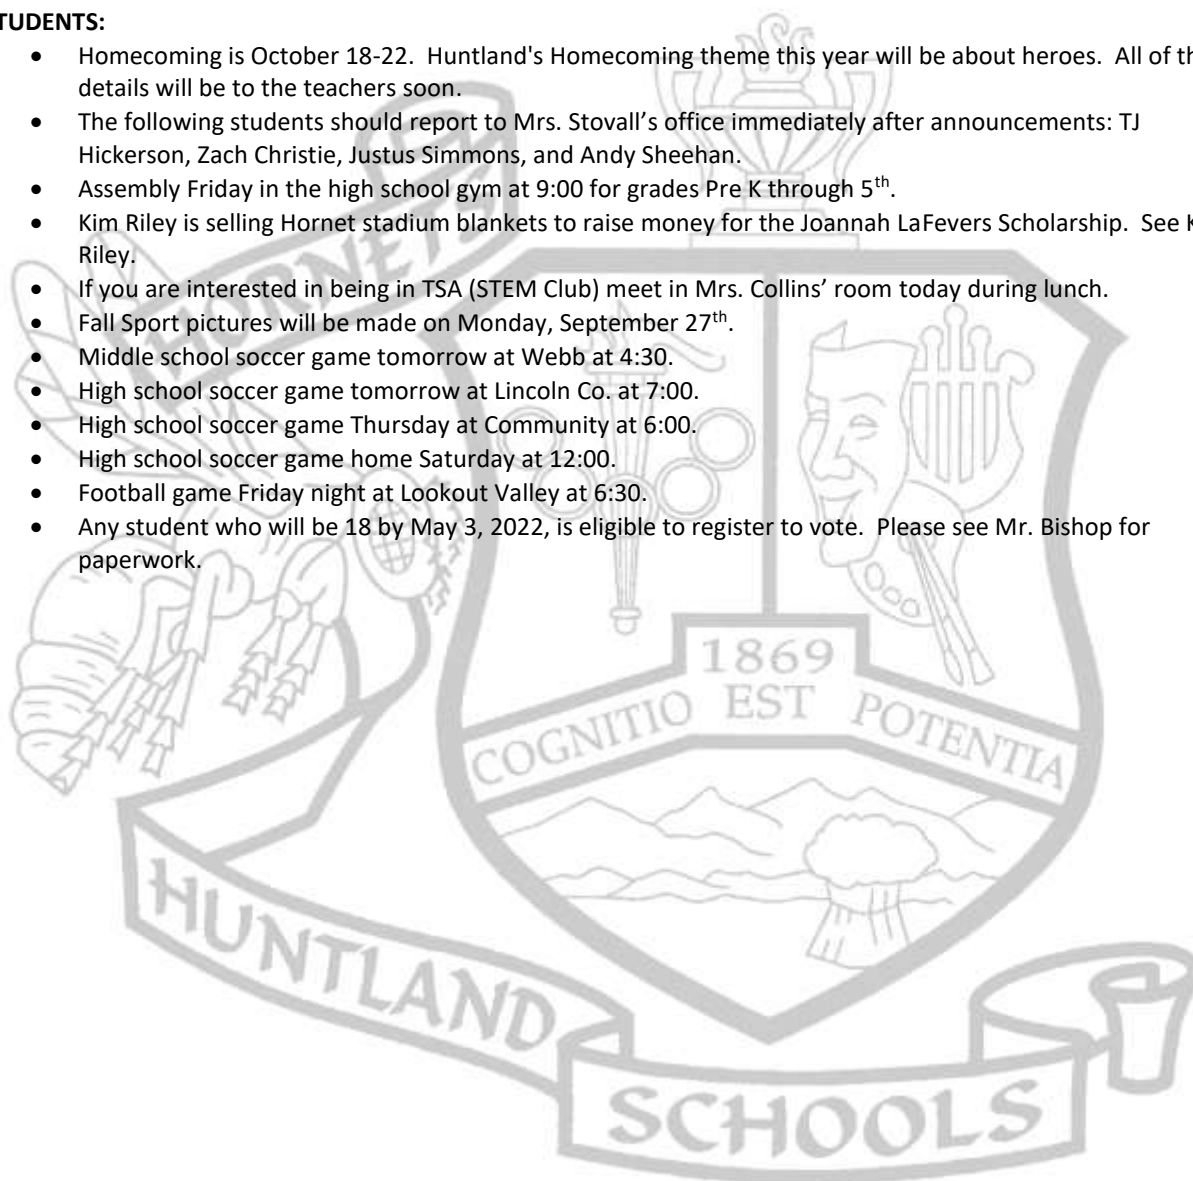 TUDENTS:
• Homecoming is October 18-22.  Huntland's Homecoming theme this year will be about heroes.  All of th
details will be to the teachers soon.
• The following students should report to Mrs. Stovall’s office immediately after announcements: TJ
Hickerson, Zach Christie, Justus Simmons, and Andy Sheehan.
• Assembly Friday in the high school gym at 9:00 for grades Pre K through 5th.
• Kim Riley is selling Hornet stadium blankets to raise money for the Joannah LaFevers Scholarship.  See K
Riley.
• If you are interested in being in TSA (STEM Club) meet in Mrs. Collins’ room today during lunch.
• Fall Sport pictures will be made on Monday, September 27th.
• Middle school soccer game tomorrow at Webb at 4:30.
• High school soccer game tomorrow at Lincoln Co. at 7:00.
• High school soccer game Thursday at Community at 6:00.
• High school soccer game home Saturday at 12:00.
• Football game Friday night at Lookout Valley at 6:30.
• Any student who will be 18 by May 3, 2022, is eligible to register to vote.  Please see Mr. Bishop for
paperwork.
HORNETS
1869
COGNITIO EST POTENTIA
HUNTLAND
SCHOOLS